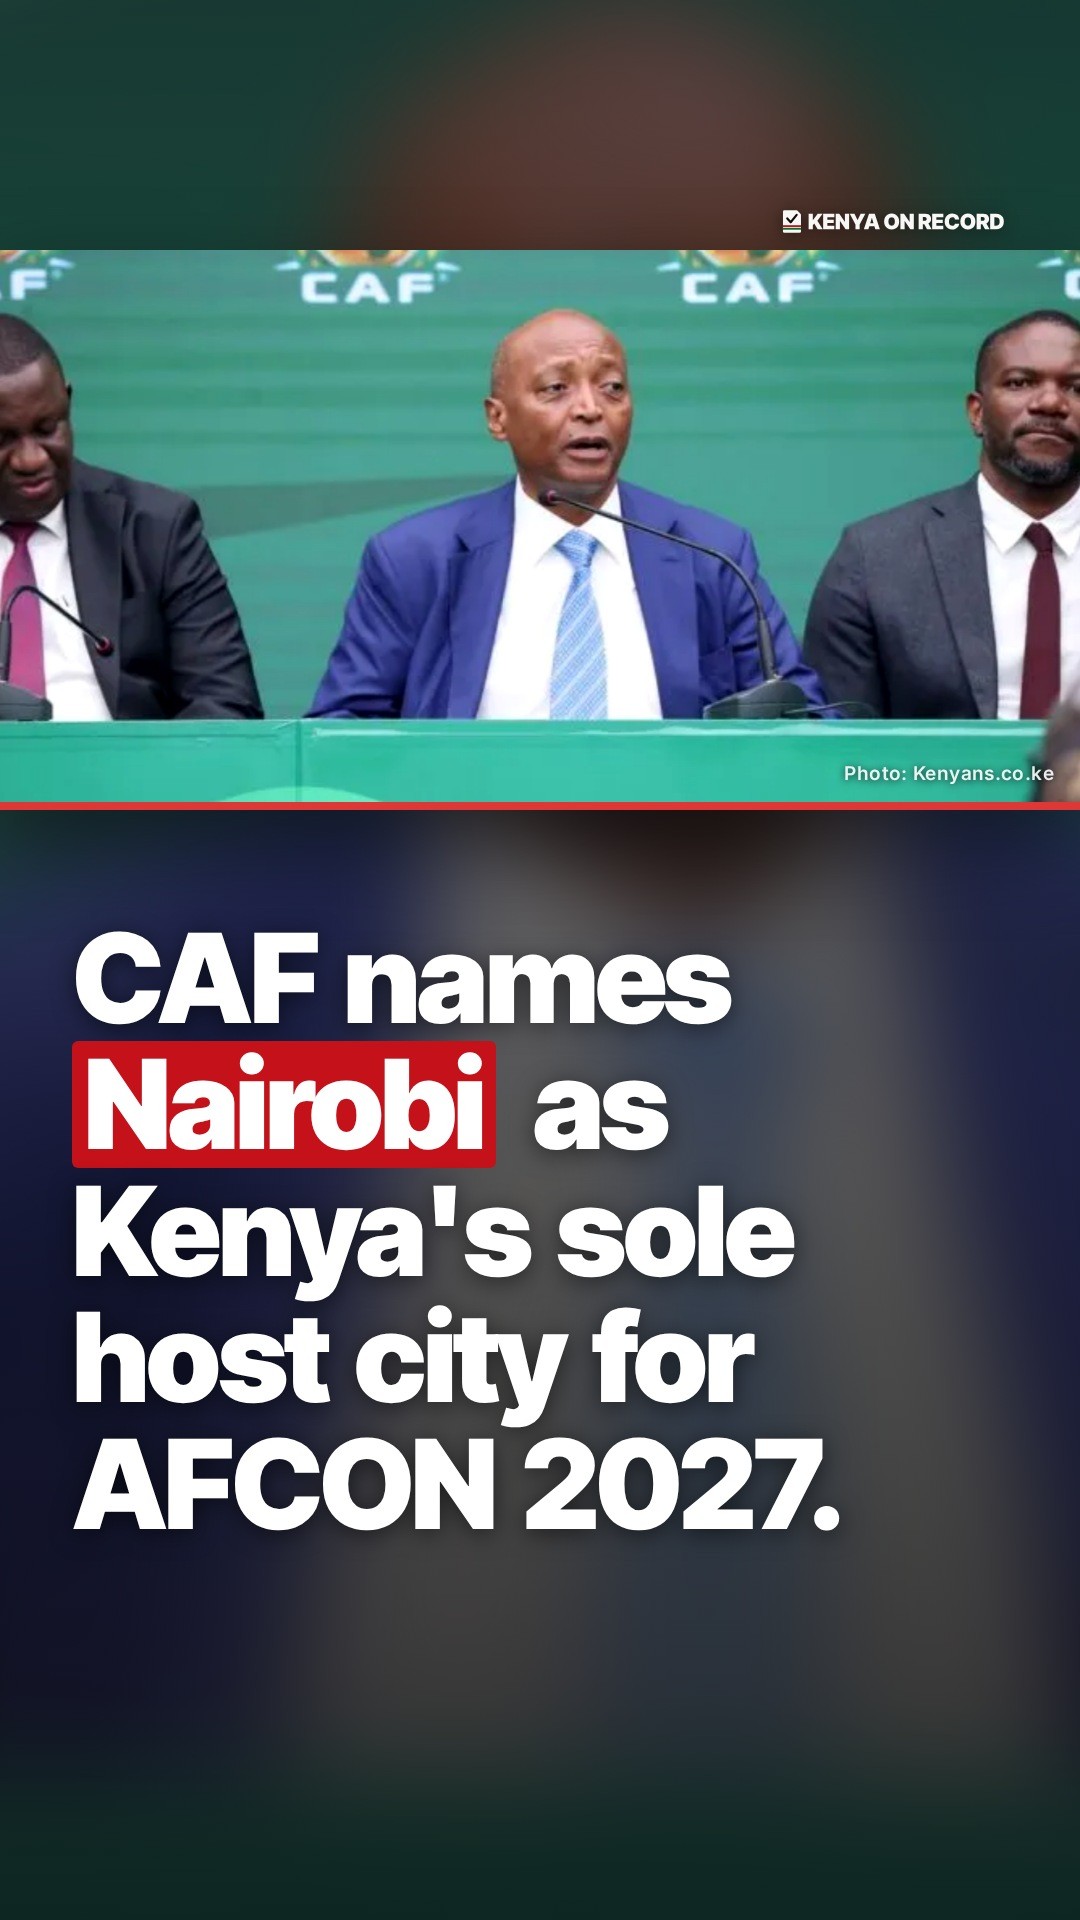 KENYA ON RECORD
CAF
CAF
Photo: Kenyans.co.ke
CAF names
Nairobi as
Kenya's sole
host city for
AFCON 2027.